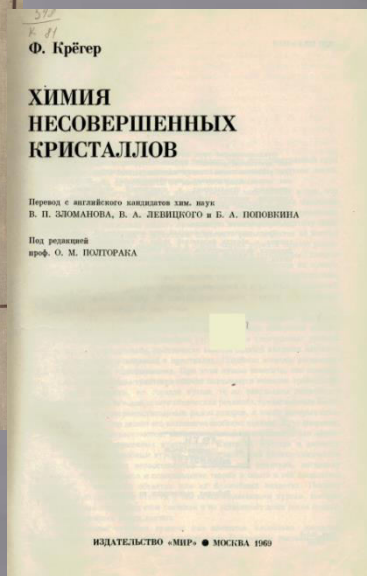 К 81
Ф. Крёгер
ХИМИЯ
НЕСОВЕРШЕННЫХ
КРИСТАЛЛОВ
Перевод с английского кандидатов хим. наук
В. П. ЗЛОМАНОВА, В. А. ЛЕВИЦКОГО и Б. А. ПОПОВКИНА
Под редакцией
проф. О. М. ПОЛТОРАКА
ИЗДАТЕЛЬСТВО «МИР» ● МОСКВА 1969